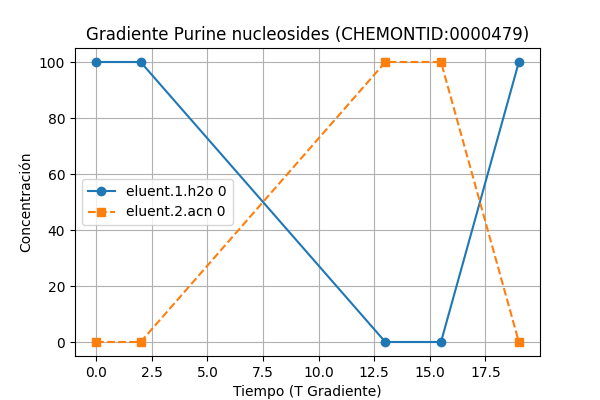 Gradiente Purine nucleosides (CHEMONTID:0000479)
100
80
60
40
20
0
Concentración
eluent.1.h2o 0
eluent.2.acn 0
0.0 2.5 5.0 7.5 10.0 12.5 15.0 17.5
Tiempo (T Gradiente)